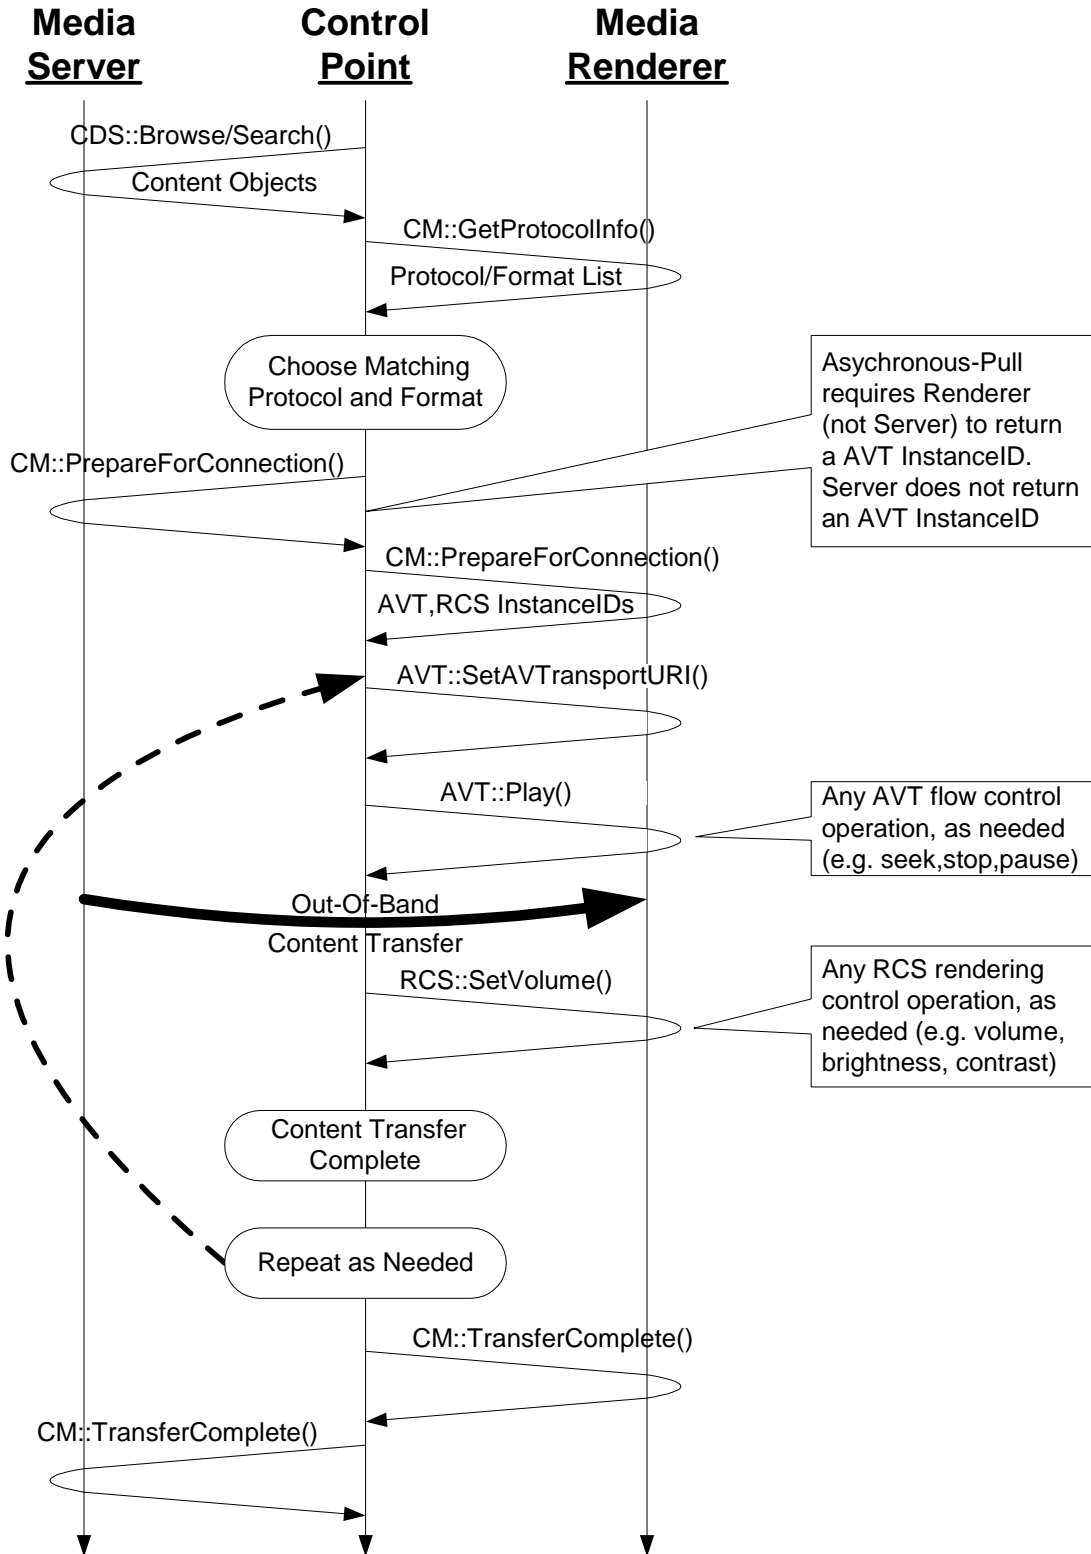 Media
Server
Control
Point
Media
Renderer
CDS::Browse/Search()
Content Objects
CM::GetProtocolInfo()
Protocol/Format List
Choose Matching
Protocol and Format
Asychronous-Pull
requires Renderer
(not Server) to return
a AVT InstanceID.
Server does not return
an AVT InstanceID
CM::PrepareForConnection()
CM::PrepareForConnection()
AVT,RCS InstanceIDs
AVT::SetAVTransportURI()
AVT::Play()
Any AVT flow control
operation, as needed
(e.g. seek,stop,pause)
Out-Of-Band
Content Transfer
RCS::SetVolume()
Any RCS rendering
control operation, as
needed (e.g. volume,
brightness, contrast)
Content Transfer
Complete
Repeat as Needed
CM::TransferComplete()
CM::TransferComplete()